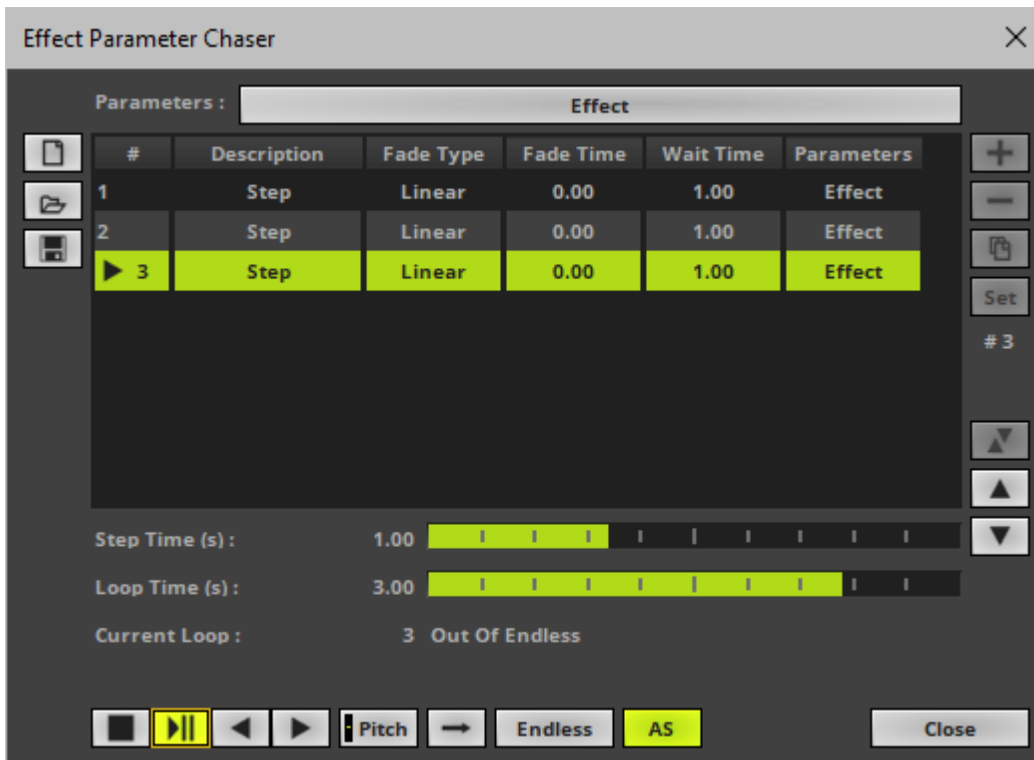 Effect Parameter Chaser
Parameters : Effect
# Description Fade Type Fade Time Wait Time Parameters
1 Step Linear 0.00 1.00 Effect
2 Step Linear 0.00 1.00 Effect
3 Step Linear 0.00 1.00 Effect
Set
# 3
Step Time (s) : 1.00
Loop Time (s) : 3.00
Current Loop : 3 Out Of Endless
Pitch Endless AS Close